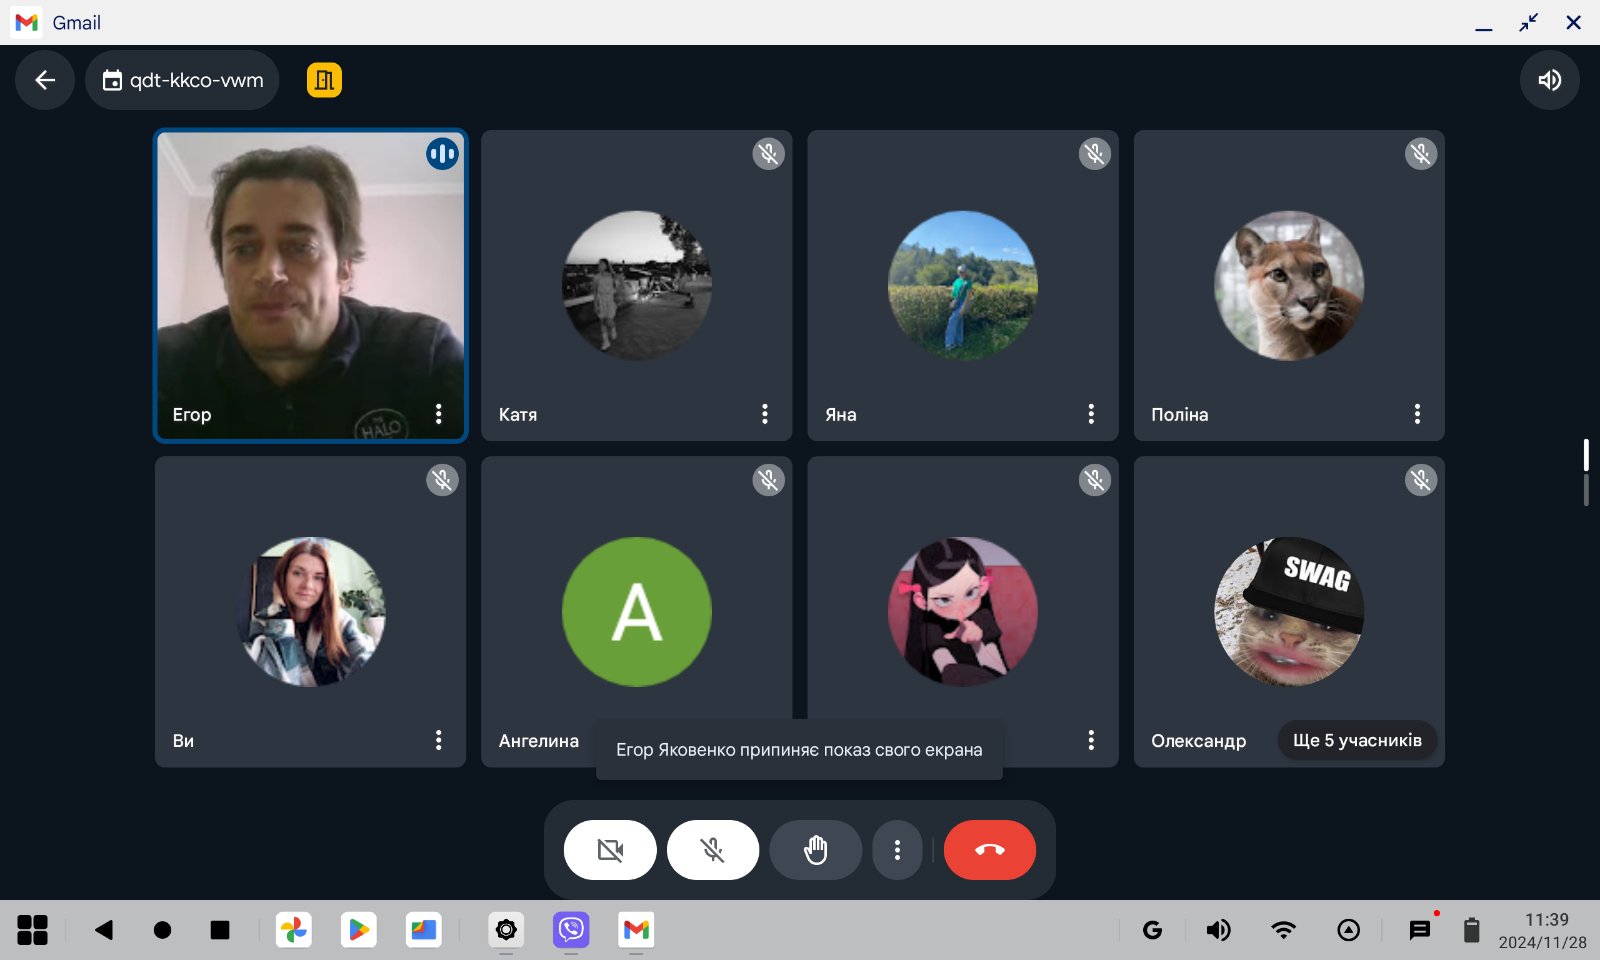 Gmail
qdt-kkco-vwm
Егор
HALO
Катя
Яна
Поліна
Ви
A
Ангелина
SWAG
Олександр
Ще 5 учасників
Егор Яковенко припиняє показ свого екрана
11:39
2024/11/28